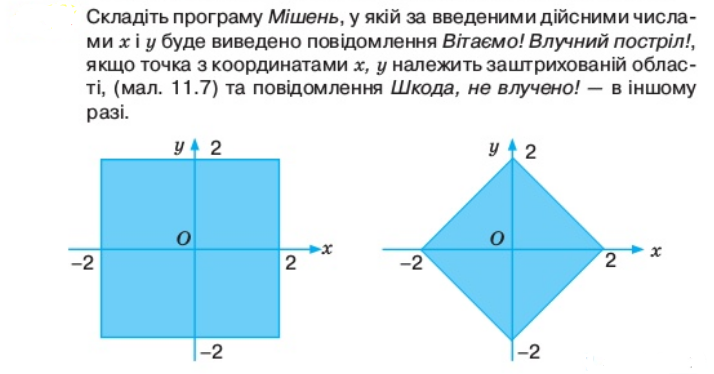 Складіть програму Мішень, у якій за введеними дійсними числа-
ми x і y буде виведено повідомлення Вітаємо! Влучний постріл!,
якщо точка з координатами x, y належить заштрихованій облас-
ті, (мал. 11.7) та повідомлення Шкода, не влучено! — в іншому
разі.
y 2
O
x
-2
2
-2
y 2
O
x
-2
2
-2